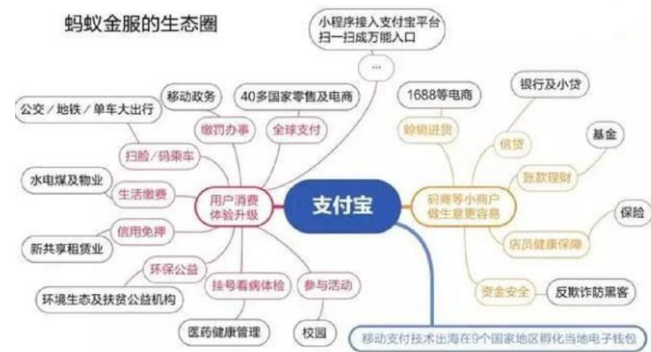 蚂蚁金服的生态圈
小程序接入支付宝平台
扫一扫成万能入口
...
移动政务
40多国家零售及电商
1688等电商
银行及小贷
公交/地铁/单车大出行
缴罚办事
全球支付
赊销进货
信贷
基金
扫脸/码乘车
账款理财
水电煤及物业
生活缴费
用户消费
体验升级
支付宝
码商等小商户
做生意更容易
保险
信用免押
店员健康保障
新共享租赁业
环保公益
挂号看病体检
参与活动
资金安全
反欺诈防黑客
环境生态及扶贫公益机构
医药健康管理
校园
移动支付技术出海在9个国家地区孵化当地电子钱包